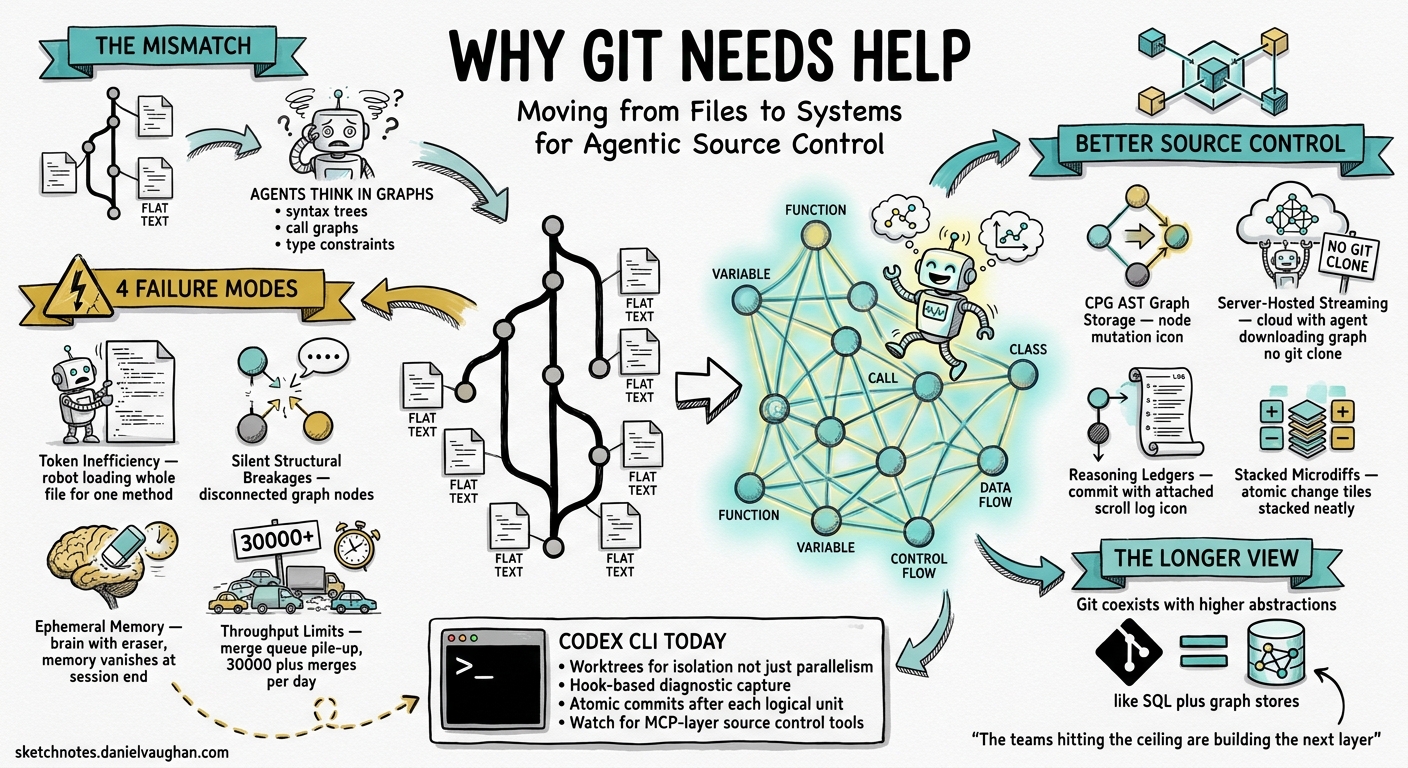 WHY GIT NEEDS HELP
Moving from Files to Systems
for Agentic Source Control
THE MISMATCH
FLAT
TEXT
? ? ? ?
AGENTS THINK IN GRAPHS
• syntax trees
• call graphs
• type constraints
4 FAILURE MODES
Token Inefficiency —
robot loading whole
file for one method
Silent Structural
Breakages —
disconnected graph nodes
Ephemeral Memory —
brain with eraser,
memory vanishes at
session end
30000+
Throughput Limits —
merge queue pile-up,
30000 plus merges
per day
FLAT
TEXT
FLAT
TEXT
FLAT
TEXT
FLAT
TEXT
FLAT
TEXT
FLAT
TEXT
FLAT
TEXT
FUNCTION
VARIABLE
CLASS
CALL
DATA
FLOW
FUNCTION
VARIABLE
CONTROL
FLOW
BETTER SOURCE CONTROL
CPG AST Graph
Storage — node
mutation icon
NO GIT
CLONE
Server-Hosted Streaming
— cloud with agent
downloading graph
no git clone
Reasoning Ledgers —
commit with attached
scroll log icon
Stacked Microdiffs —
atomic change tiles
stacked neatly
THE LONGER VIEW
Git coexists with higher abstractions
like SQL plus graph stores
"The teams hitting the ceiling are building the next layer"
>_
CODEX CLI TODAY
• Worktrees for isolation not just parallelism
• Hook-based diagnostic capture
• Atomic commits after each logical unit
• Watch for MCP-layer source control tools
sketchnotes.danielvaughan.com